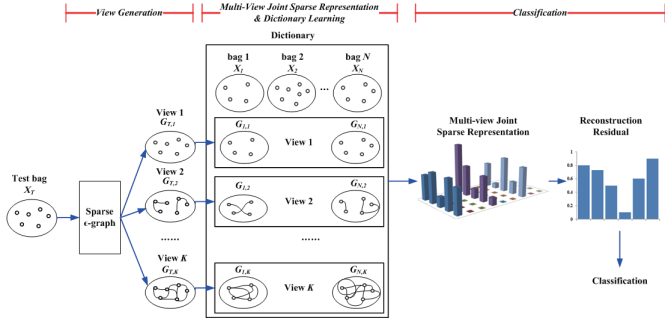 View Generation
Multi-View Joint Sparse Representation
& Dictionary Learning
Classification
Dictionary
bag 1
X1
bag 2
X2
...
bag N
XN
View 1
GT,1
G1,1
View 1
GN,1
Test bag
XT
Sparse
ϵ-graph
View 2
GT,2
G1,2
View 2
GN,2
......
......
View K
GT,K
G1,K
View K
GN,K
Multi-view Joint
Sparse Representation
Reconstruction
Residual
1
0.8
0.6
0.4
0.2
0
Classification